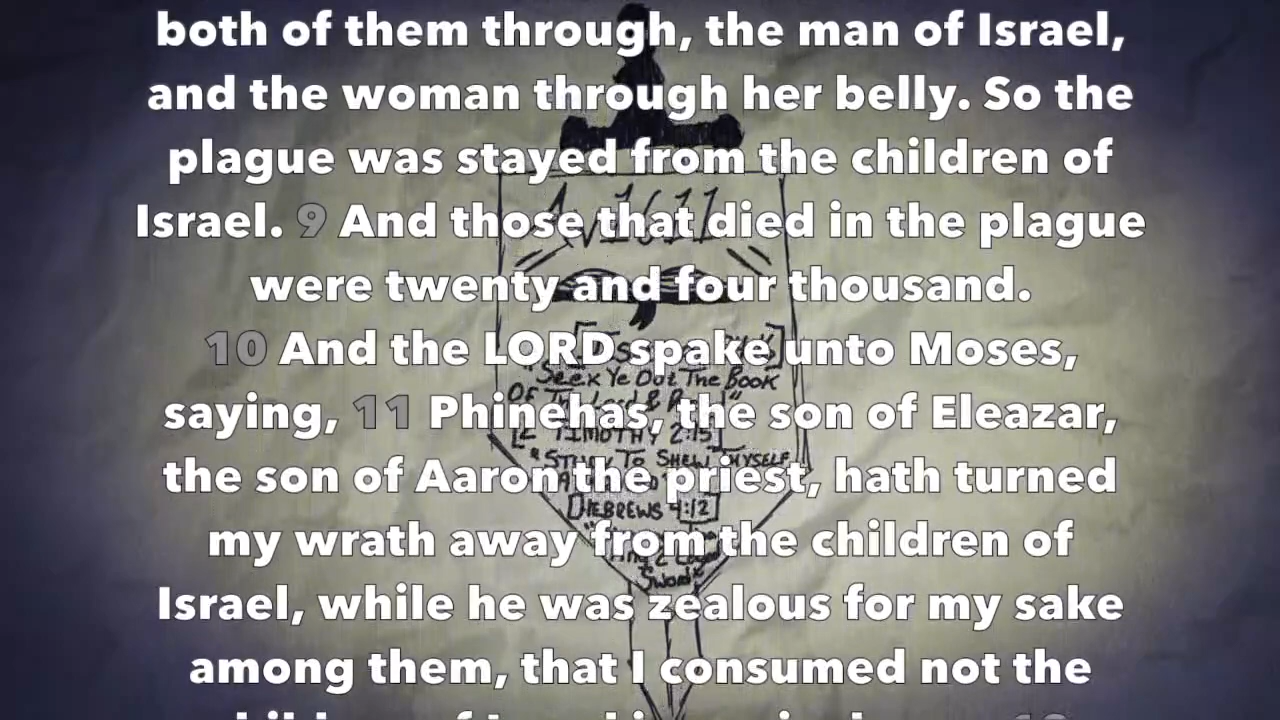 both of them through, the man of Israel,
and the woman through her belly. So the
plague was stayed from the children of
Israel. 9 And those that died in the plague
were twenty and four thousand.
10 And the LORD spake unto Moses,
saying, 11 Phinehas, the son of Eleazar,
the son of Aaron the priest, hath turned
my wrath away from the children of
Israel, while he was zealous for my sake
among them, that I consumed not the
Av1611
"Seek Ye Out The Book
Of The Lord &
[2 TIMOTHY 2:15]
"STUDY TO SHEW THYSELF
[HEBREWS 4:12]
Sword"